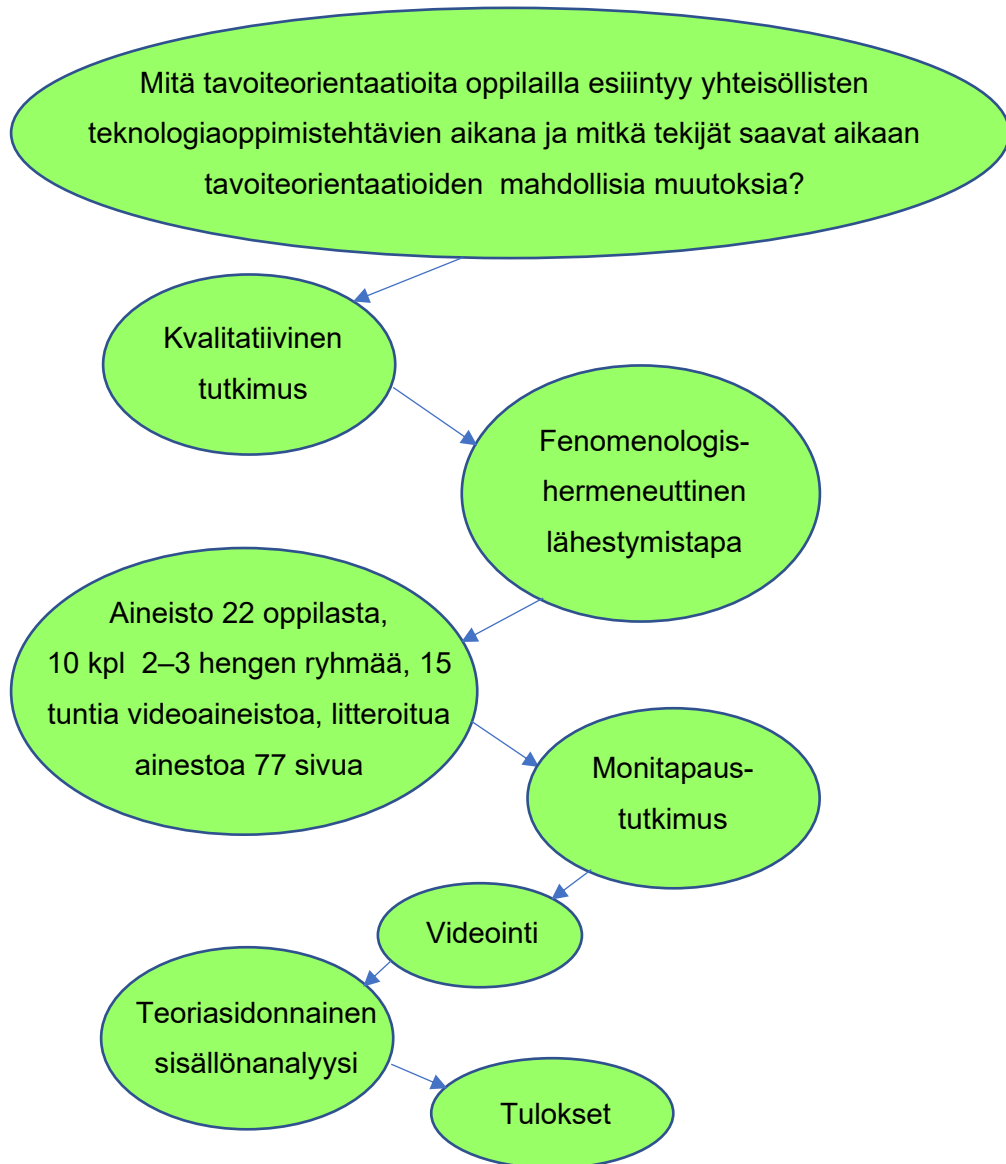 Mitä tavoiteorientaatioita oppilailla esiiintyy yhteisöllisten
teknologiaoppimistehtävien aikana ja mitkä tekijät saavat aikaan
tavoiteorientaatioiden mahdollisia muutoksia?
Kvalitatiivinen
tutkimus
Fenomenologis-
hermeneuttinen
lähestymistapa
Aineisto 22 oppilasta,
10 kpl 2–3 hengen ryhmää, 15
tuntia videoaineistoa, litteroitua
ainestoa 77 sivua
Monitapaus-
tutkimus
Videointi
Teoriasidonnainen
sisällönanalyysi
Tulokset